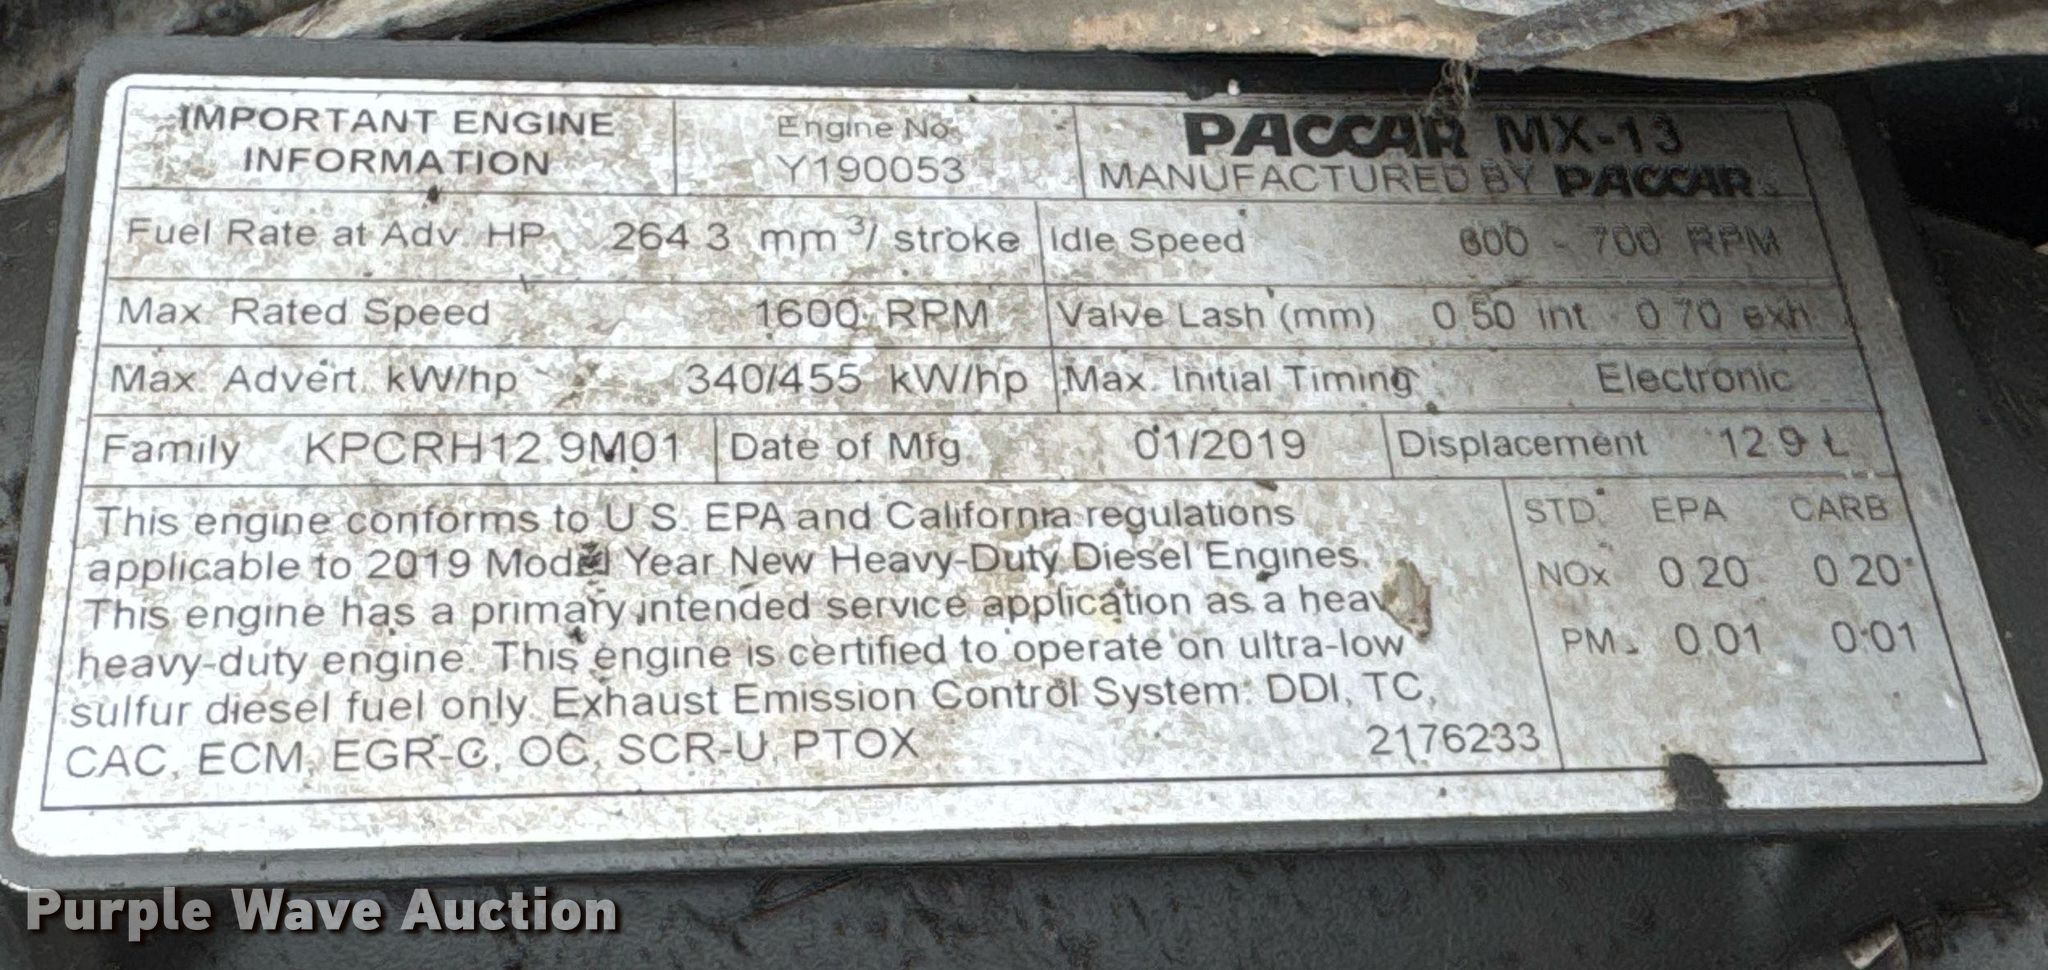 IMPORTANT ENGINE
INFORMATION
Engine No.
Y190053
PACCAR MX-13
MANUFACTURED BY PACCAR
Fuel Rate at Adv. HP 264.3 mm³/ stroke
Idle Speed 600 - 700 RPM
Max. Rated Speed 1600 RPM
Valve Lash (mm) 0.50 int 0.70 exh.
Max. Advert. kW/hp 340/455 kW/hp
Max. Initial Timing Electronic
Family KPCRH12.9M01
Date of Mfg. 01/2019
Displacement 12.9 L
This engine conforms to U.S. EPA and California regulations
applicable to 2019 Model Year New Heavy-Duty Diesel Engines.
This engine has a primary intended service application as a
heavy-duty engine. This engine is certified to operate on ultra-low
sulfur diesel fuel only. Exhaust Emission Control System: DDI, TC,
CAC, ECM, EGR-C, OC, SCR-U, PTOX 2176233
STD. EPA CARB
NOx 0.20 0.20
PM 0.01 0.01
Purple Wave Auction